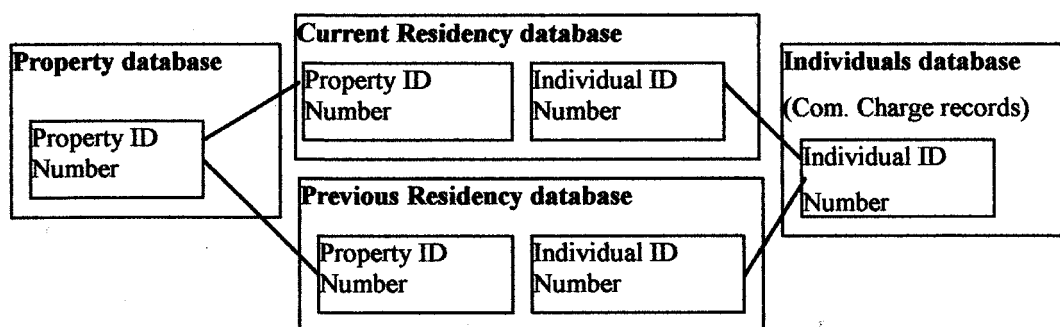 Property database
Property ID
Number
Current Residency database
Property ID
Number
Individual ID
Number
Previous Residency database
Property ID
Number
Individual ID
Number
Individuals database
(Com. Charge records)
Individual ID
Number